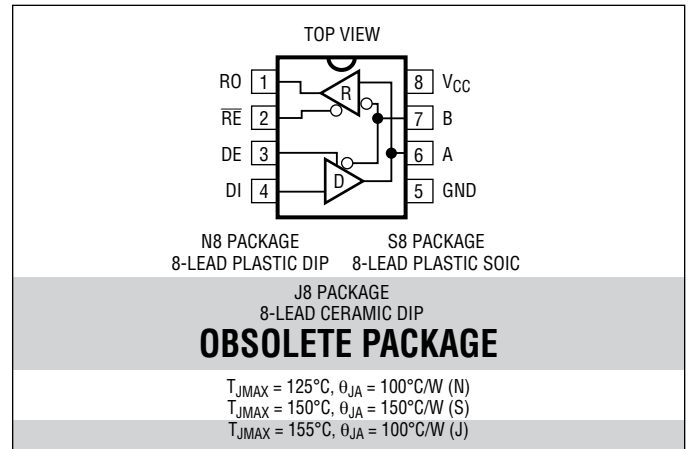 TOP VIEW
RO 1
R̅E̅ 2
DE 3
DI 4
R
D
8 VCC
7 B
6 A
5 GND
N8 PACKAGE
8-LEAD PLASTIC DIP
S8 PACKAGE
8-LEAD PLASTIC SOIC
J8 PACKAGE
8-LEAD CERAMIC DIP
OBSOLETE PACKAGE
TJMAX = 125°C, θJA = 100°C/W (N)
TJMAX = 150°C, θJA = 150°C/W (S)
TJMAX = 155°C, θJA = 100°C/W (J)